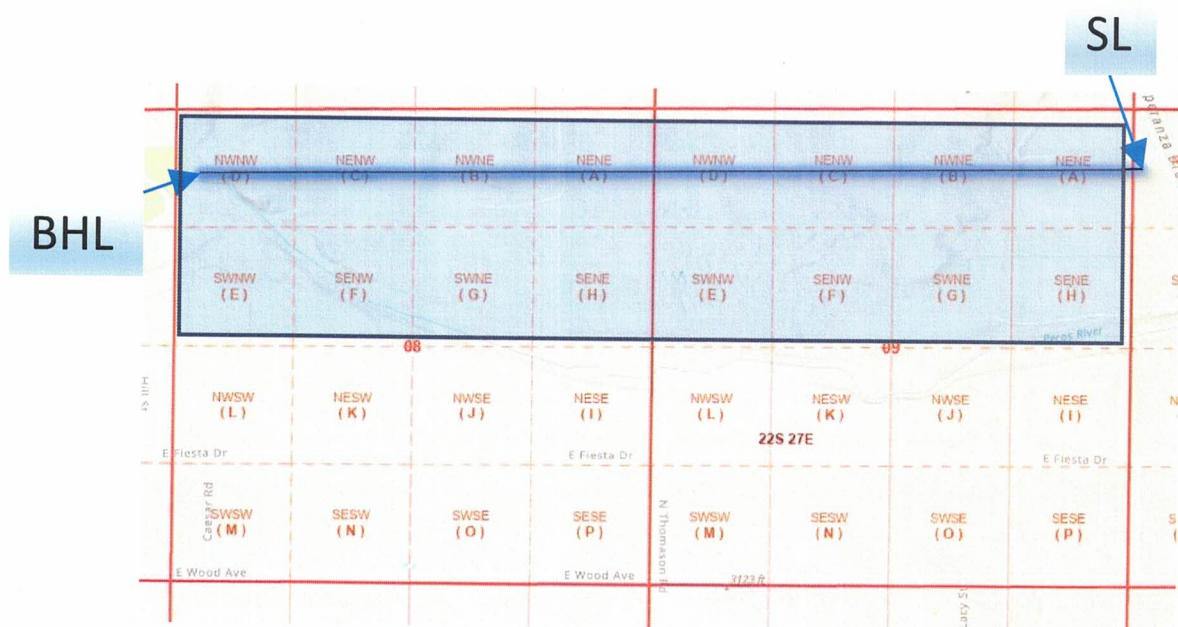 SL
peranza
NWNW NENW NWNE NENE NWNW NENW NWNE NENE
(D) (C) (B) (A) (D) (C) (B) (A)
BHL
SWNW SENW SWNE SENE SWNW SENW SWNE SENE
(E) (F) (G) (H) (E) (F) (G) (H)
Pecos River
08 09
NWSW NESW NWSE NESE NWSW NESW NWSE NESE
(L) (K) (J) (I) (L) (K) (J) (I)
22S 27E
E Fiesta Dr E Fiesta Dr E Fiesta Dr
Caesar Rd
SWSW SESW SWSE SESE SWSW SESW SWSE SESE
(M) (N) (O) (P) (M) (N) (O) (P)
N Thomason Rd
E Wood Ave E Wood Ave
3123 ft
Lacy